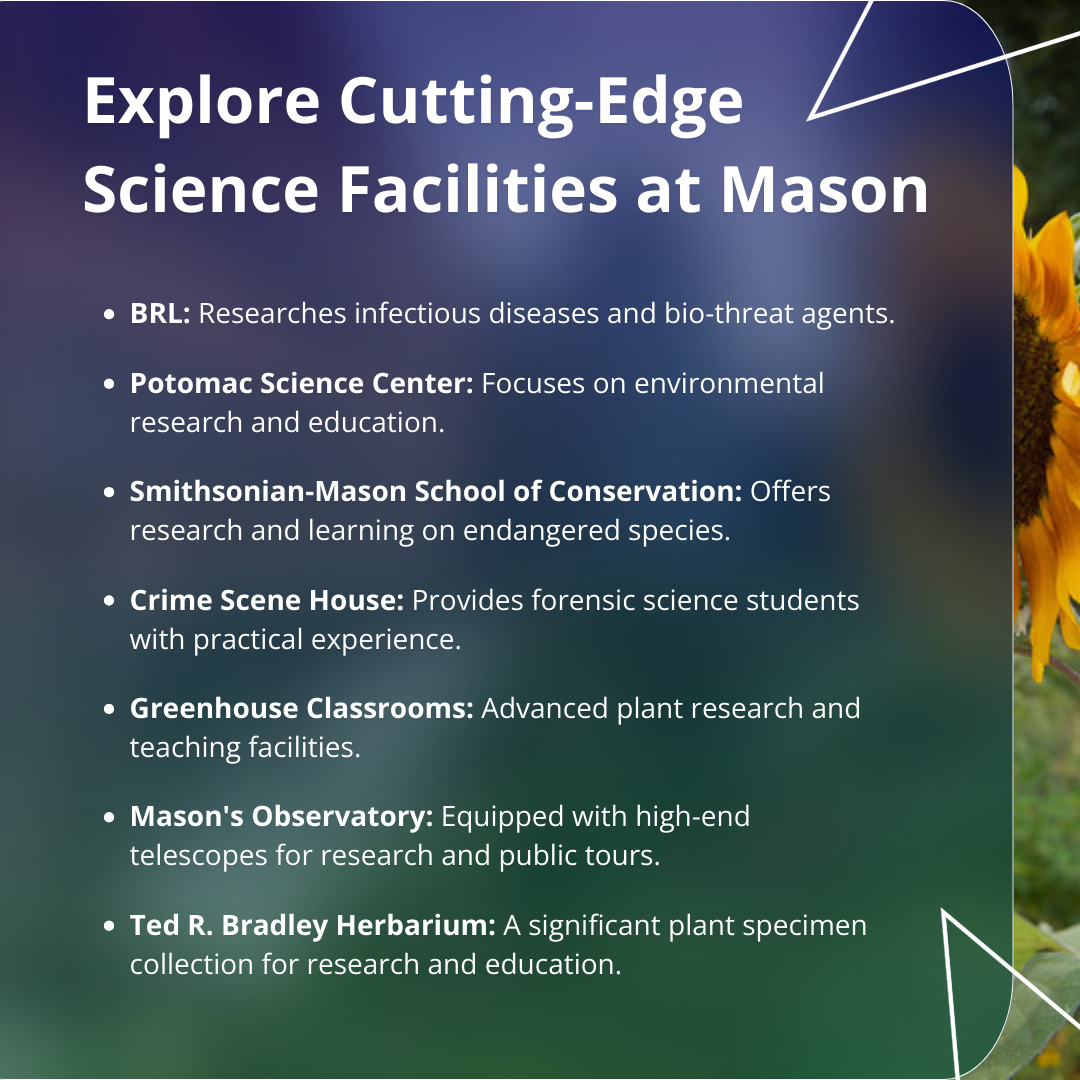 Explore Cutting-Edge
Science Facilities at Mason
• BRL: Researches infectious diseases and bio-threat agents.
• Potomac Science Center: Focuses on environmental
research and education.
• Smithsonian-Mason School of Conservation: Offers
research and learning on endangered species.
• Crime Scene House: Provides forensic science students
with practical experience.
• Greenhouse Classrooms: Advanced plant research and
teaching facilities.
• Mason's Observatory: Equipped with high-end
telescopes for research and public tours.
• Ted R. Bradley Herbarium: A significant plant specimen
collection for research and education.